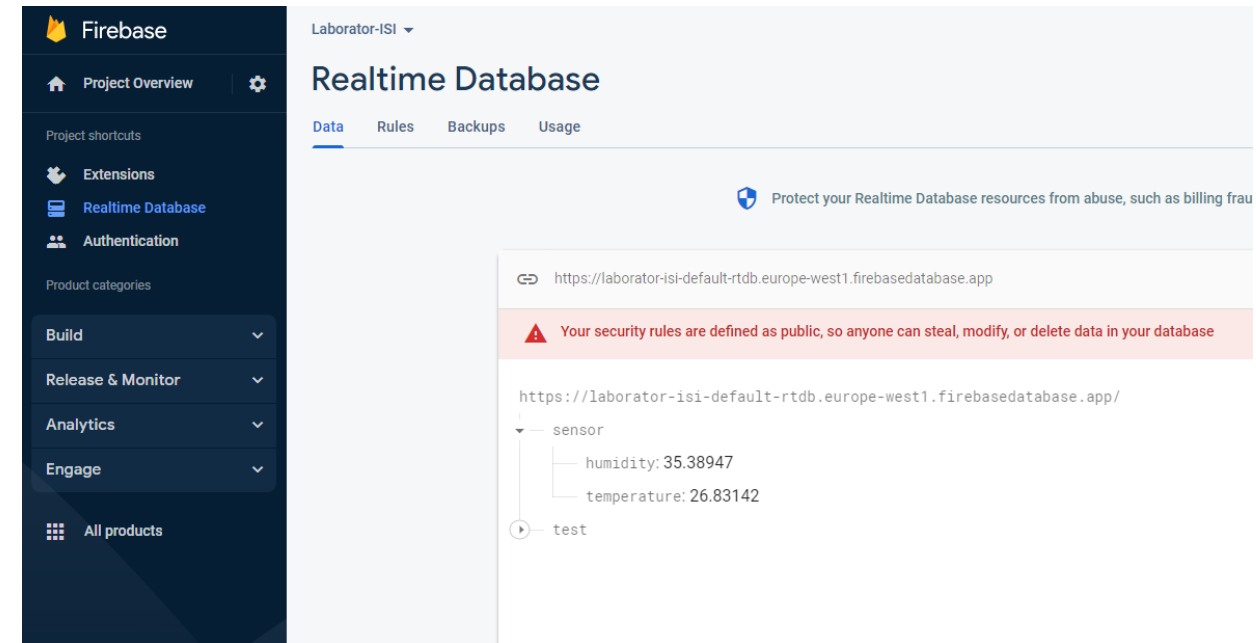 Firebase
Project Overview
Project shortcuts
Extensions
Realtime Database
Authentication
Product categories
Build
Release & Monitor
Analytics
Engage
All products
Laborator-ISI
Realtime Database
Data Rules Backups Usage
Protect your Realtime Database resources from abuse, such as billing frau
https://laborator-isi-default-rtdb.europe-west1.firebasedatabase.app
Your security rules are defined as public, so anyone can steal, modify, or delete data in your database
https://laborator-isi-default-rtdb.europe-west1.firebasedatabase.app/
sensor
humidity: 35.38947
temperature: 26.83142
test